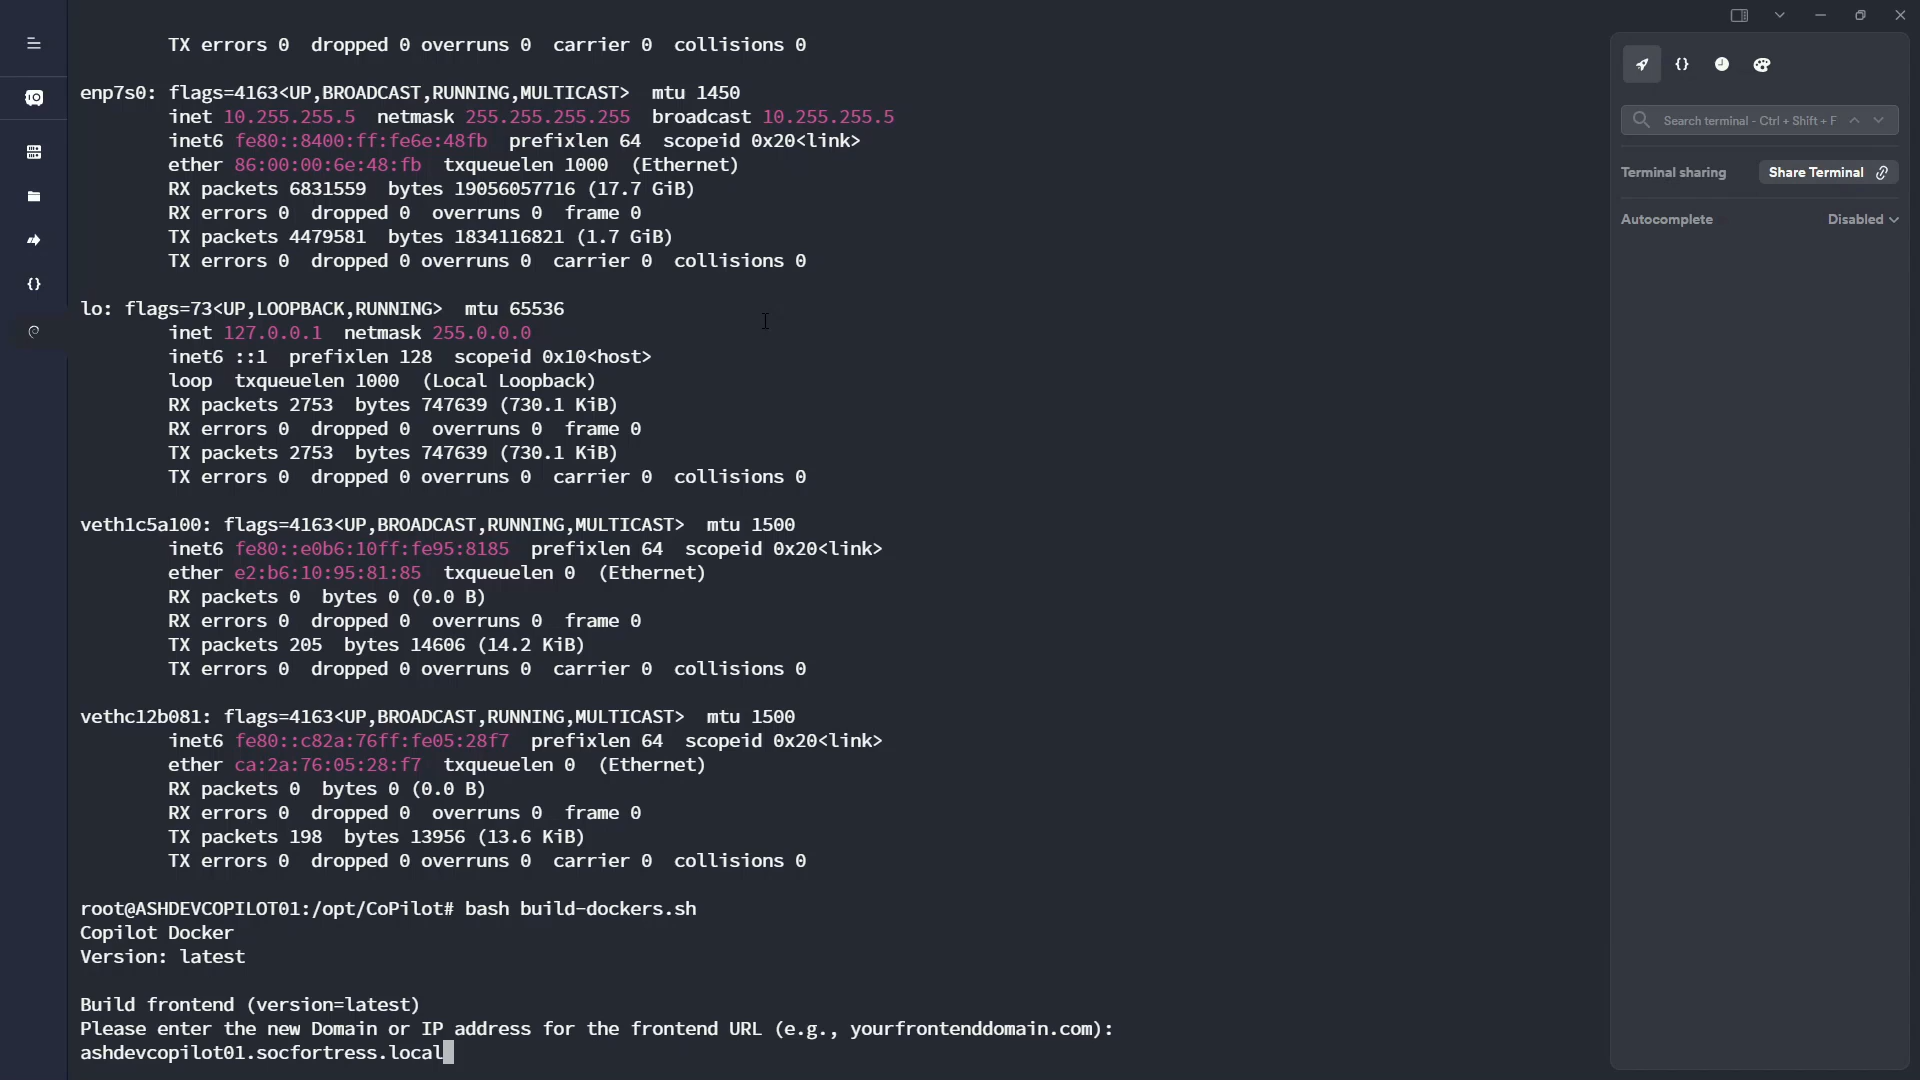 TX errors 0  dropped 0 overruns 0  carrier 0  collisions 0
enp7s0: flags=4163<UP,BROADCAST,RUNNING,MULTICAST>  mtu 1450
inet 10.255.255.5  netmask 255.255.255.255  broadcast 10.255.255.5
inet6 fe80::8400:ff:fe6e:48fb  prefixlen 64  scopeid 0x20<link>
ether 86:00:00:6e:48:fb  txqueuelen 1000  (Ethernet)
RX packets 6831559  bytes 19056057716 (17.7 GiB)
RX errors 0  dropped 0  overruns 0  frame 0
TX packets 4479581  bytes 1834116821 (1.7 GiB)
TX errors 0  dropped 0 overruns 0  carrier 0  collisions 0
lo: flags=73<UP,LOOPBACK,RUNNING>  mtu 65536
inet 127.0.0.1  netmask 255.0.0.0
inet6 ::1  prefixlen 128  scopeid 0x10<host>
loop  txqueuelen 1000  (Local Loopback)
RX packets 2753  bytes 747639 (730.1 KiB)
RX errors 0  dropped 0  overruns 0  frame 0
TX packets 2753  bytes 747639 (730.1 KiB)
TX errors 0  dropped 0 overruns 0  carrier 0  collisions 0
veth1c5a100: flags=4163<UP,BROADCAST,RUNNING,MULTICAST>  mtu 1500
inet6 fe80::e0b6:10ff:fe95:8185  prefixlen 64  scopeid 0x20<link>
ether e2:b6:10:95:81:85  txqueuelen 0  (Ethernet)
RX packets 0  bytes 0 (0.0 B)
RX errors 0  dropped 0  overruns 0  frame 0
TX packets 205  bytes 14606 (14.2 KiB)
TX errors 0  dropped 0 overruns 0  carrier 0  collisions 0
vethc12b081: flags=4163<UP,BROADCAST,RUNNING,MULTICAST>  mtu 1500
inet6 fe80::c82a:76ff:fe05:28f7  prefixlen 64  scopeid 0x20<link>
ether ca:2a:76:05:28:f7  txqueuelen 0  (Ethernet)
RX packets 0  bytes 0 (0.0 B)
RX errors 0  dropped 0  overruns 0  frame 0
TX packets 198  bytes 13956 (13.6 KiB)
TX errors 0  dropped 0 overruns 0  carrier 0  collisions 0
root@ASHDEVCOPILOT01:/opt/CoPilot# bash build-dockers.sh
Copilot Docker
Version: latest
Build frontend (version=latest)
Please enter the new Domain or IP address for the frontend URL (e.g., yourfrontenddomain.com):
ashdevcopilot01.socfortress.local
Search terminal - Ctrl + Shift + F
Terminal sharing
Share Terminal
Autocomplete
Disabled